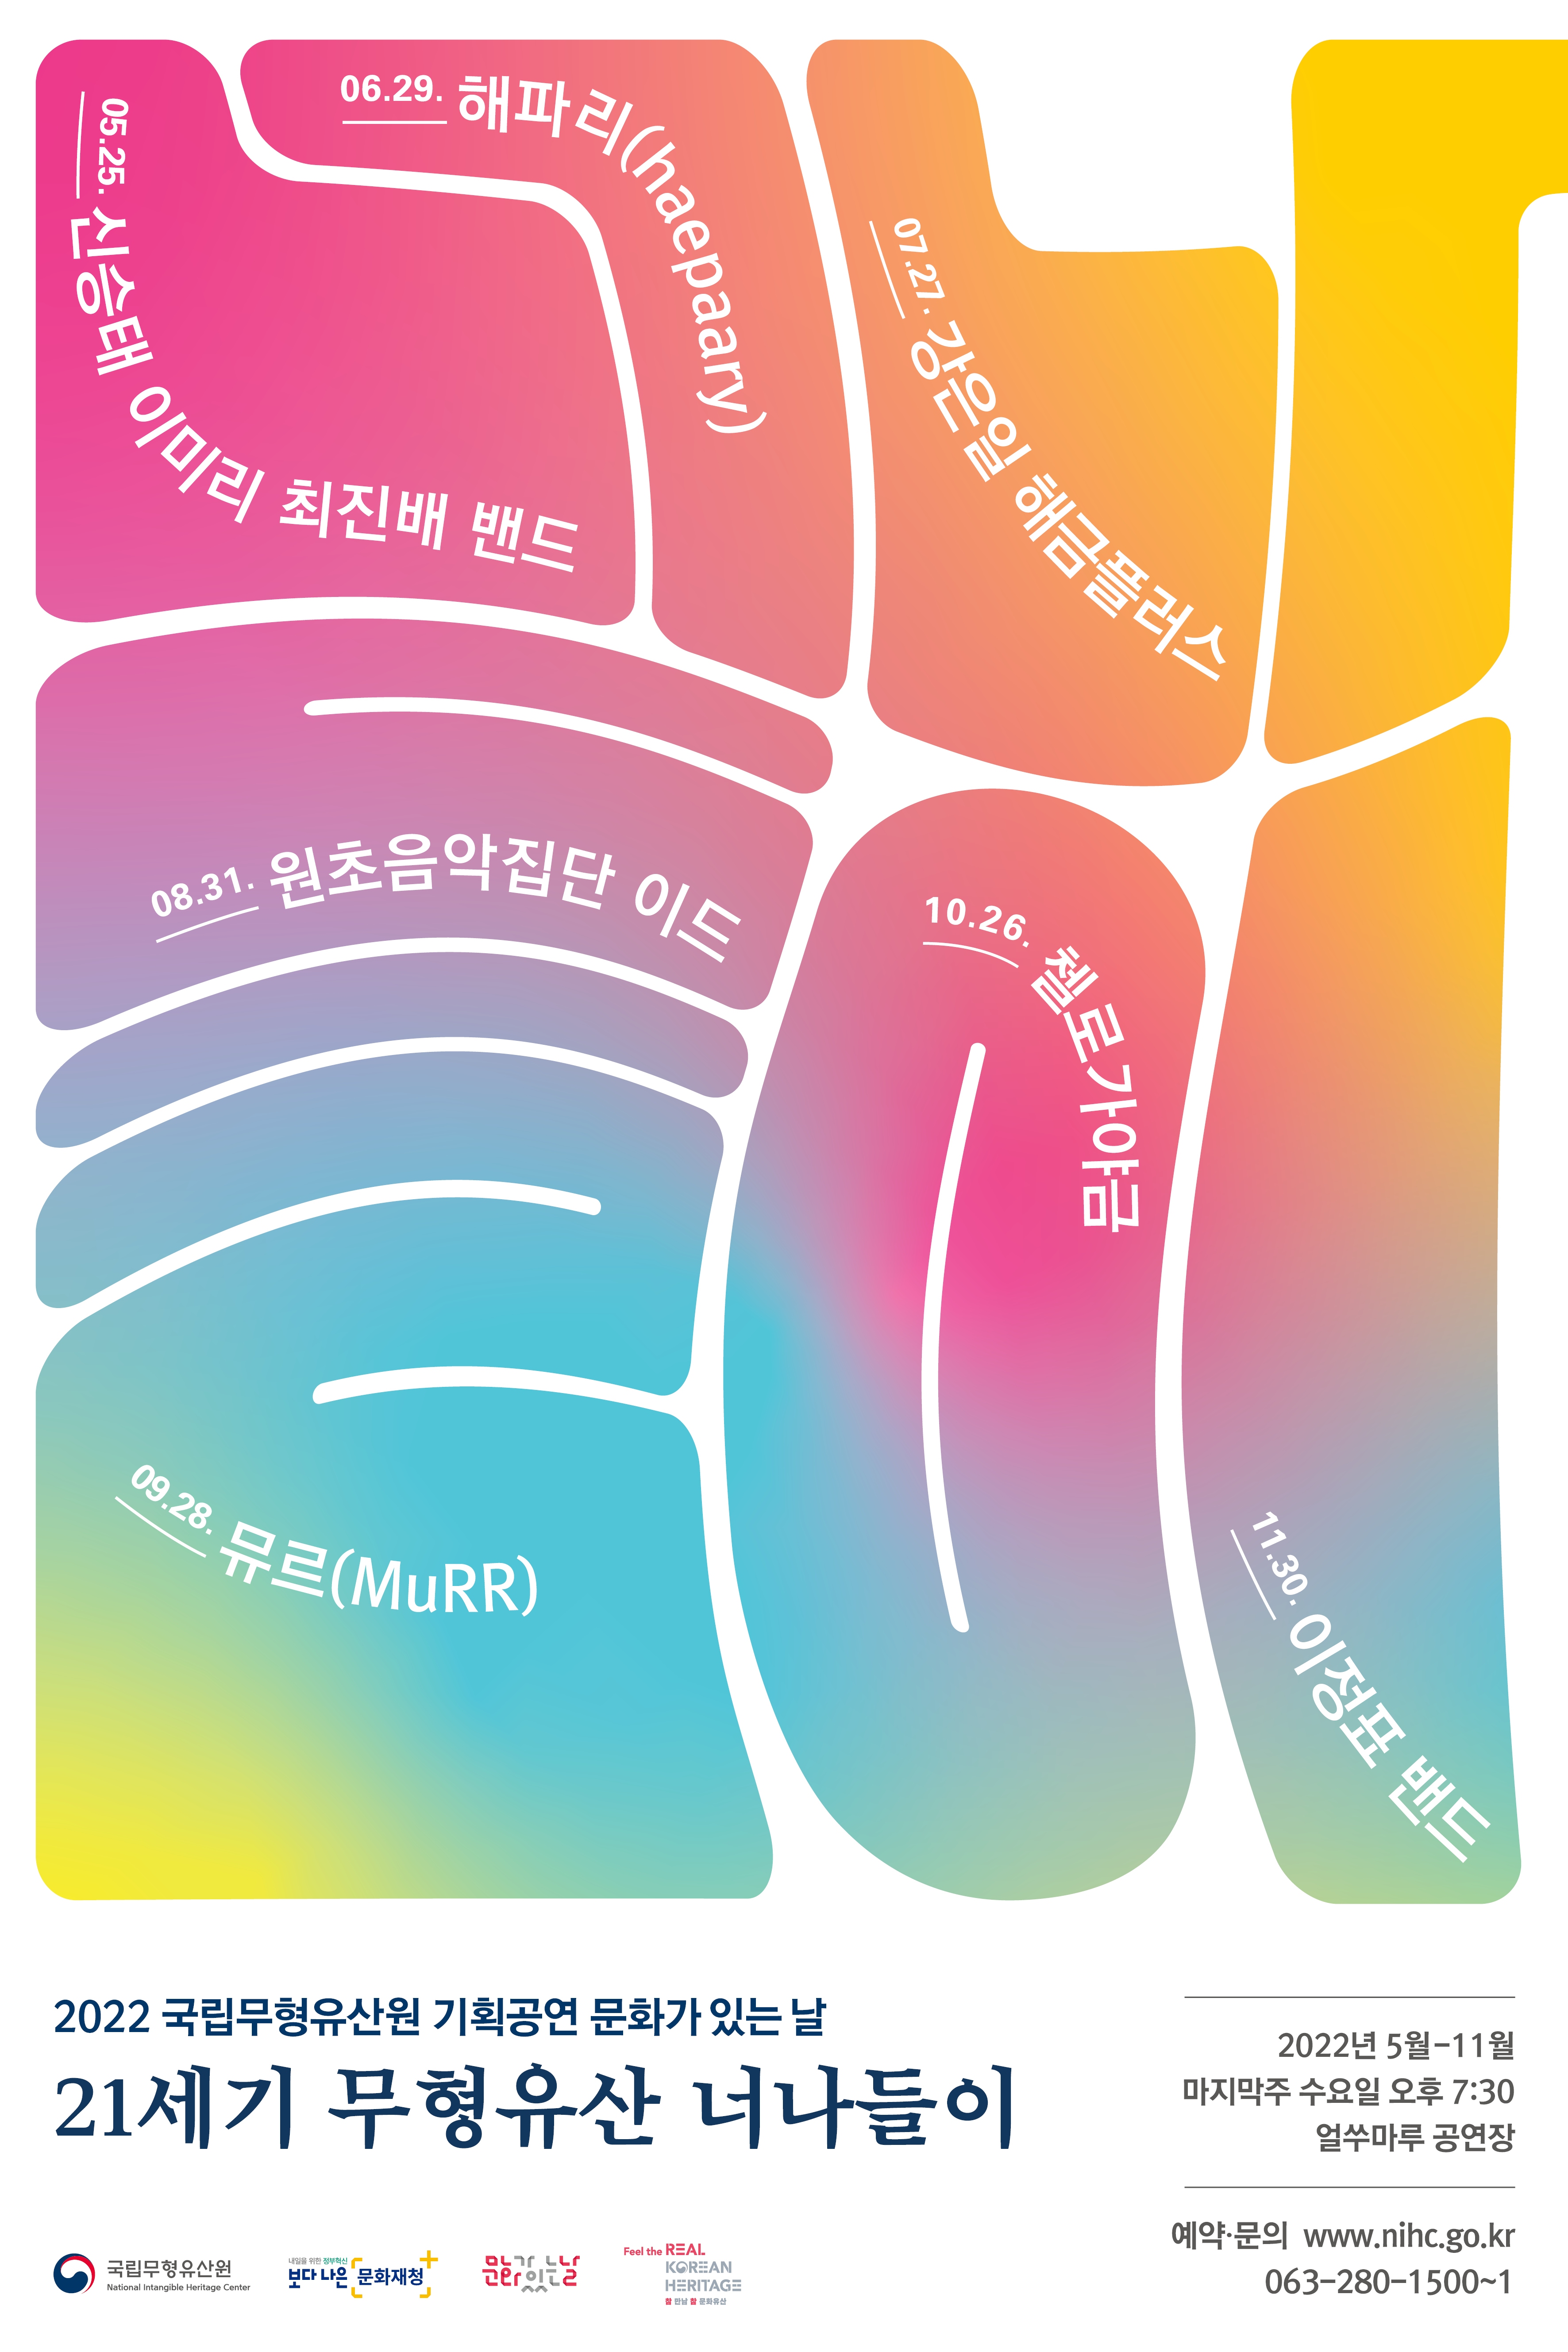 05.25. 신승태 이미리 최진배 밴드
06.29. 해파리(haepaary)
07.27. 강은일 해금플러스
08.31. 원초음악집단 이드
09.28. 뮤르(MuRR)
10.26. 첼로가야금
11.30. 이정표 밴드
2022 국립무형유산원 기획공연 문화가 있는 날
21세기 무형유산 너나들이
2022년 5월-11월
마지막주 수요일 오후 7:30
얼쑤마루 공연장
예약·문의 www.nihc.go.kr
063-280-1500~1
국립무형유산원
National Intangible Heritage Center
내일을 위한 정부혁신
보다 나은 문화재청
문화가 있는 날
Feel the REAL
KOREAN
HERITAGE
참 만남 참 문화유산